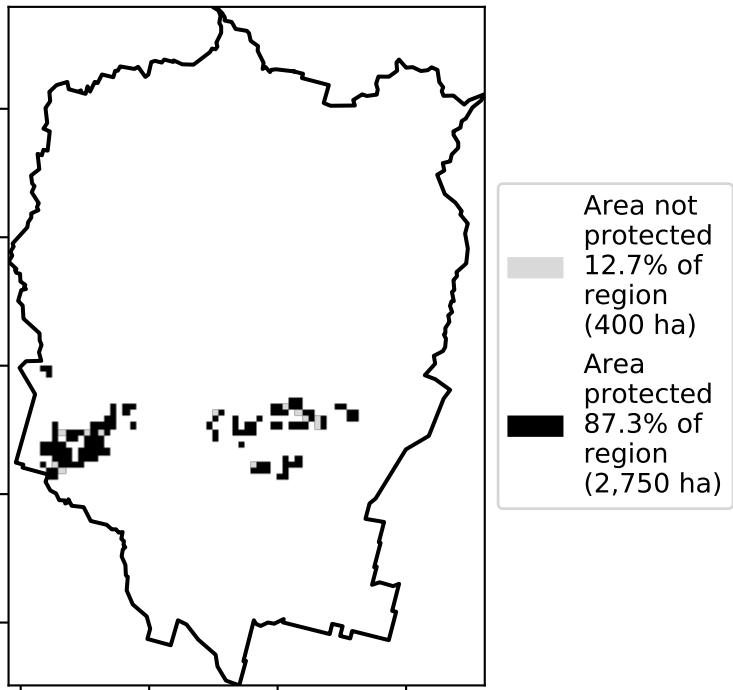 Area not
protected
12.7% of
region
(400 ha)
Area
protected
87.3% of
region
(2,750 ha)